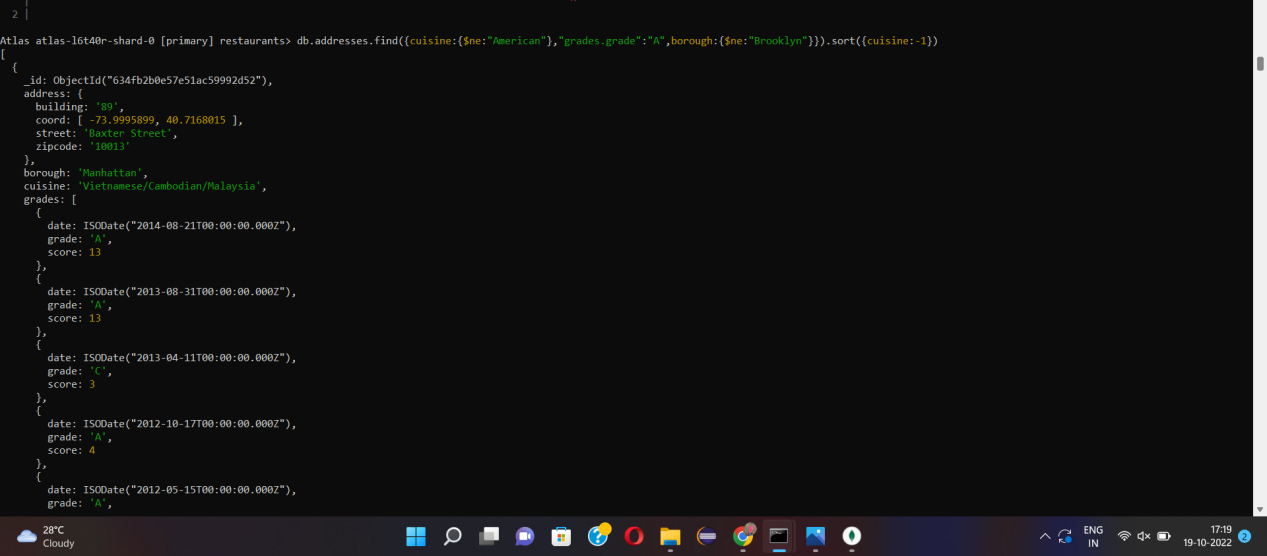 2 |
Atlas atlas-l6t40r-shard-0 [primary] restaurants> db.addresses.find({cuisine:{$ne:"American"},"grades.grade":"A",borough:{$ne:"Brooklyn"}}).sort({cuisine:-1})
[
  {
    _id: ObjectId("634fb2b0e57e51ac59992d52"),
    address: {
      building: '89',
      coord: [ -73.9995899, 40.7168015 ],
      street: 'Baxter Street',
      zipcode: '10013'
    },
    borough: 'Manhattan',
    cuisine: 'Vietnamese/Cambodian/Malaysia',
    grades: [
      {
        date: ISODate("2014-08-21T00:00:00.000Z"),
        grade: 'A',
        score: 13
      },
      {
        date: ISODate("2013-08-31T00:00:00.000Z"),
        grade: 'A',
        score: 13
      },
      {
        date: ISODate("2013-04-11T00:00:00.000Z"),
        grade: 'C',
        score: 3
      },
      {
        date: ISODate("2012-10-17T00:00:00.000Z"),
        grade: 'A',
        score: 4
      },
      {
        date: ISODate("2012-05-15T00:00:00.000Z"),
        grade: 'A',
28°C
Cloudy
ENG
IN
17:19
19-10-2022
2